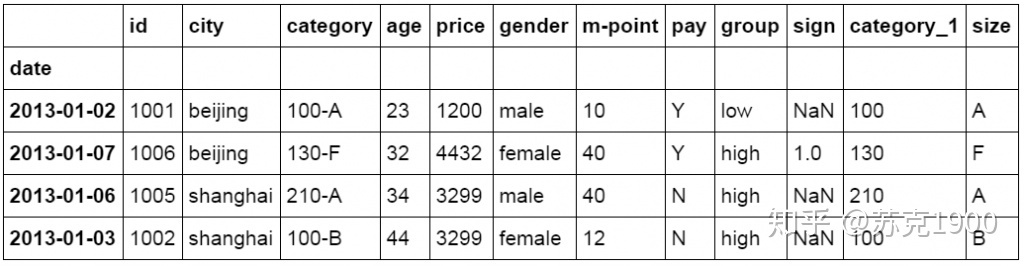 id city category age price gender m-point pay group sign category_1 size
date
2013-01-02 1001 beijing 100-A 23 1200 male 10 Y low NaN 100 A
2013-01-07 1006 beijing 130-F 32 4432 female 40 Y high 1.0 130 F
2013-01-06 1005 shanghai 210-A 34 3299 male 40 N high NaN 210 A
2013-01-03 1002 shanghai 100-B 44 3299 female 12 N high NaN 100 B
知乎 @苏克1900